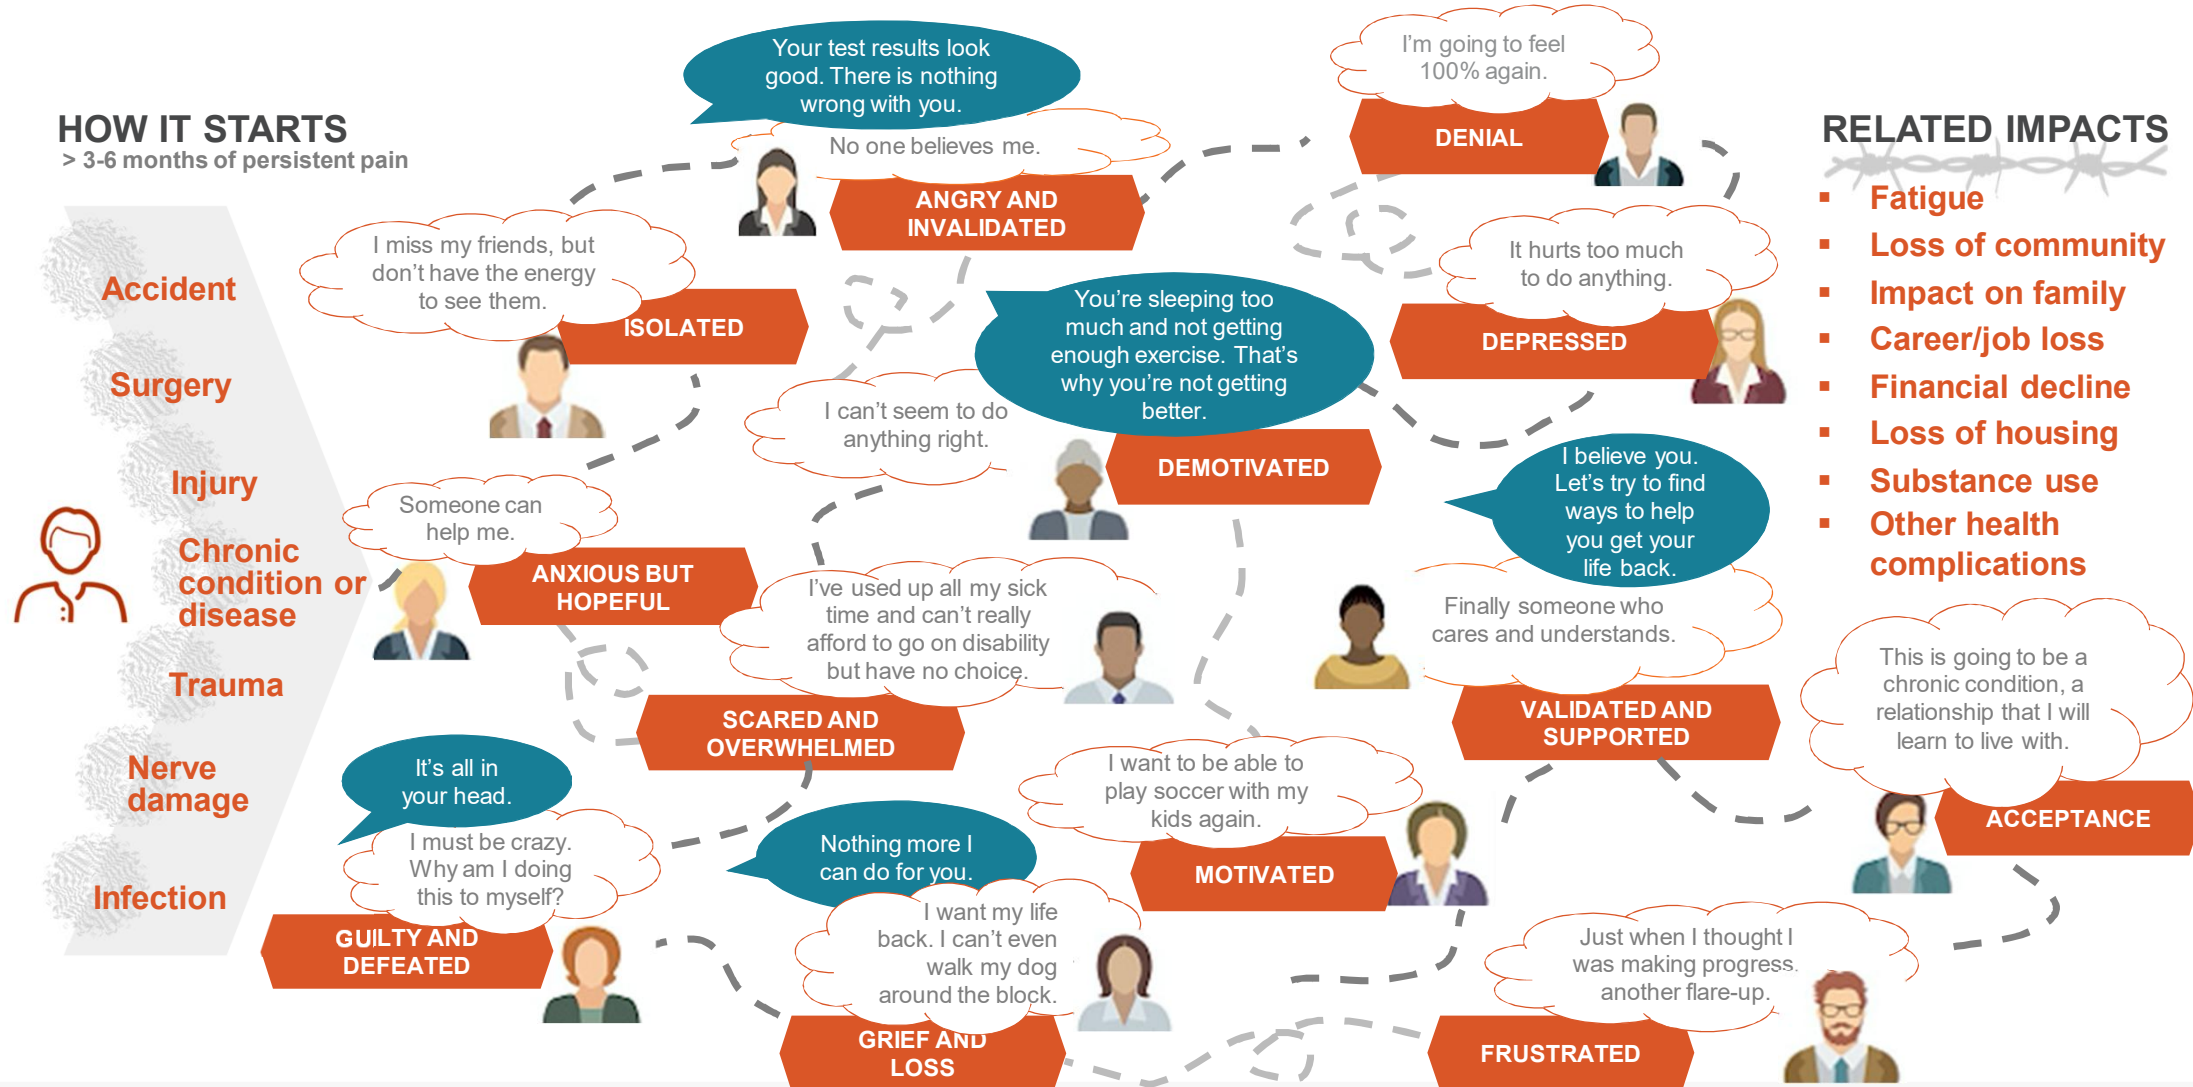 HOW IT STARTS
> 3-6 months of persistent pain
Accident
Surgery
Injury
Chronic
condition or
disease
Trauma
Nerve
damage
Infection
Someone can
help me.
ANXIOUS BUT
HOPEFUL
I miss my friends, but
don't have the energy
to see them.
ISOLATED
Your test results look
good. There is nothing
wrong with you.
No one believes me.
ANGRY AND
INVALIDATED
I'm going to feel
100% again.
DENIAL
It hurts too much
to do anything.
DEPRESSED
You're sleeping too
much and not getting
enough exercise. That's
why you're not getting
better.
I can't seem to do
anything right.
DEMOTIVATED
I've used up all my sick
time and can't really
afford to go on disability
but have no choice.
SCARED AND
OVERWHELMED
It's all in
your head.
I must be crazy.
Why am I doing
this to myself?
GUILTY AND
DEFEATED
Nothing more I
can do for you.
I want my life
back. I can't even
walk my dog
around the block.
GRIEF AND
LOSS
I want to be able to
play soccer with my
kids again.
MOTIVATED
I believe you.
Let's try to find
ways to help
you get your
life back.
Finally someone who
cares and understands.
VALIDATED AND
SUPPORTED
This is going to be a
chronic condition, a
relationship that I will
learn to live with.
ACCEPTANCE
Just when I thought I
was making progress.
another flare-up.
FRUSTRATED
RELATED IMPACTS
▪ Fatigue
▪ Loss of community
▪ Impact on family
▪ Career/job loss
▪ Financial decline
▪ Loss of housing
▪ Substance use
▪ Other health
complications